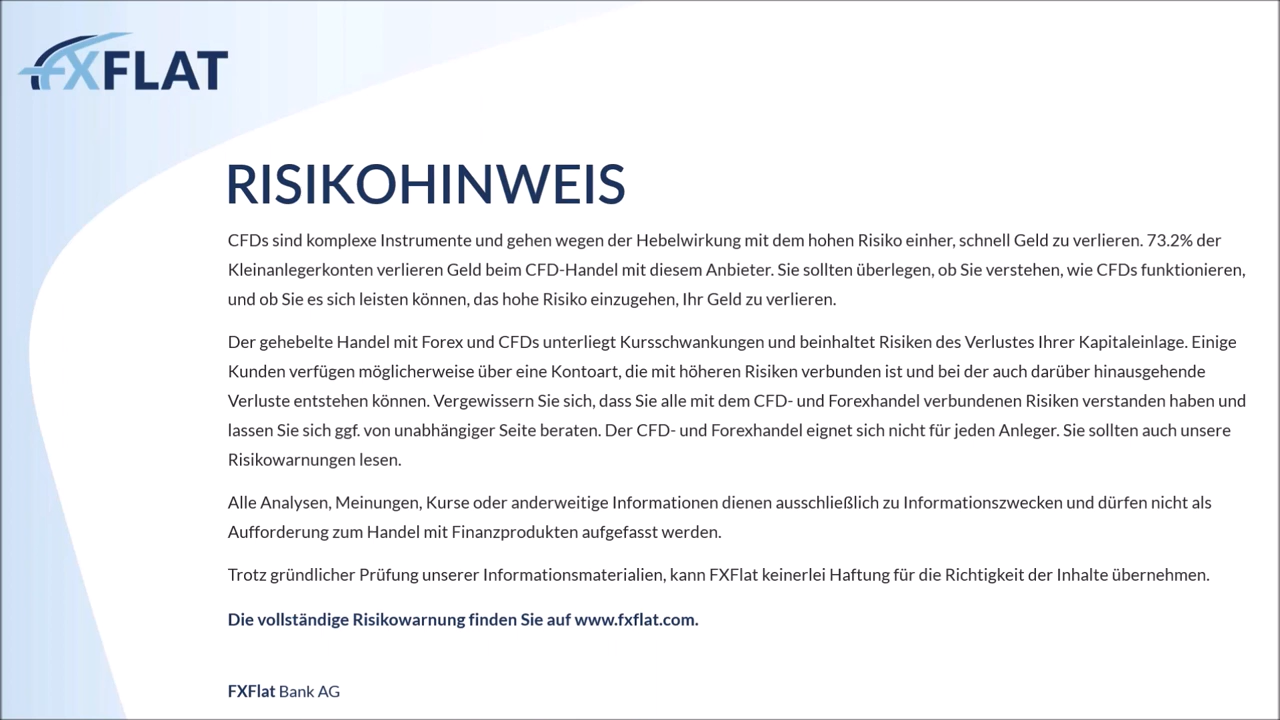 FXFLAT
RISIKOHINWEIS
CFDs sind komplexe Instrumente und gehen wegen der Hebelwirkung mit dem hohen Risiko einher, schnell Geld zu verlieren. 73.2% der
Kleinanlegerkonten verlieren Geld beim CFD-Handel mit diesem Anbieter. Sie sollten überlegen, ob Sie verstehen, wie CFDs funktionieren,
und ob Sie es sich leisten können, das hohe Risiko einzugehen, Ihr Geld zu verlieren.
Der gehebelte Handel mit Forex und CFDs unterliegt Kursschwankungen und beinhaltet Risiken des Verlustes Ihrer Kapitaleinlage. Einige
Kunden verfügen möglicherweise über eine Kontoart, die mit höheren Risiken verbunden ist und bei der auch darüber hinausgehende
Verluste entstehen können. Vergewissern Sie sich, dass Sie alle mit dem CFD- und Forexhandel verbundenen Risiken verstanden haben und
lassen Sie sich ggf. von unabhängiger Seite beraten. Der CFD- und Forexhandel eignet sich nicht für jeden Anleger. Sie sollten auch unsere
Risikowarnungen lesen.
Alle Analysen, Meinungen, Kurse oder anderweitige Informationen dienen ausschließlich zu Informationszwecken und dürfen nicht als
Aufforderung zum Handel mit Finanzprodukten aufgefasst werden.
Trotz gründlicher Prüfung unserer Informationsmaterialien, kann FXFlat keinerlei Haftung für die Richtigkeit der Inhalte übernehmen.
Die vollständige Risikowarnung finden Sie auf www.fxflat.com.
FXFlat Bank AG